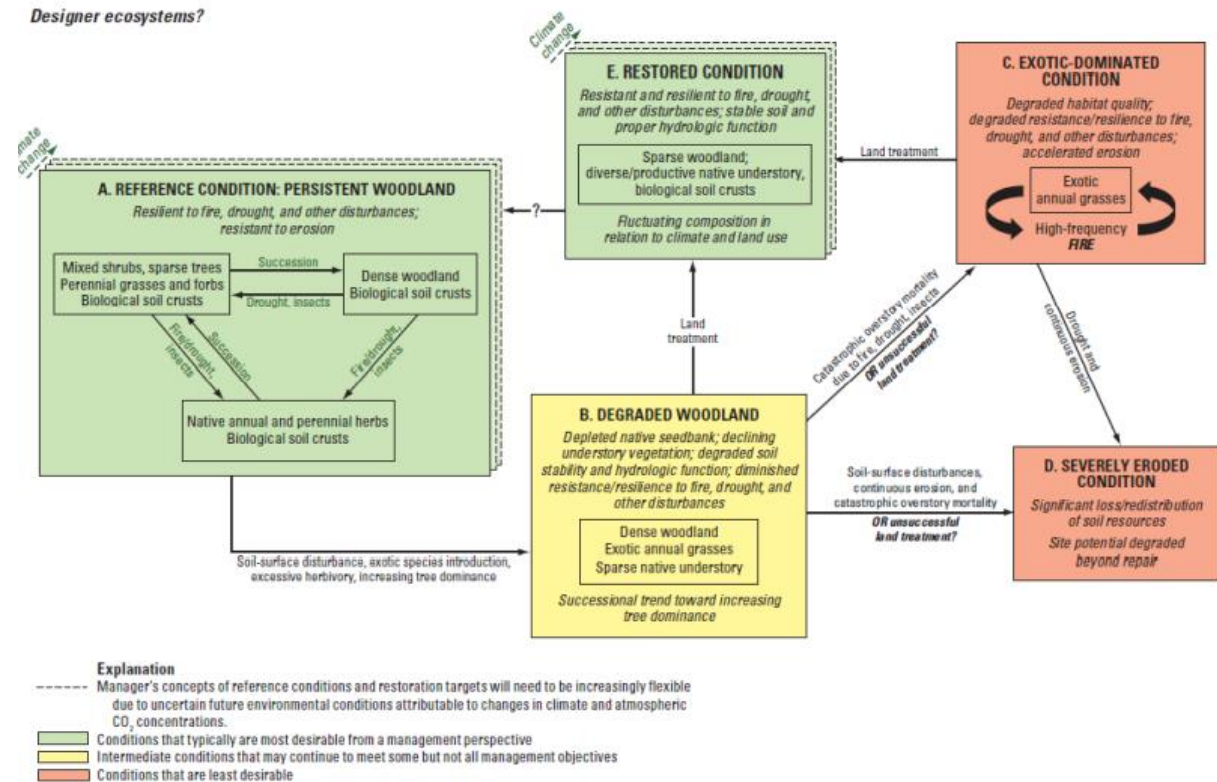 Designer ecosystems?
Climate
change
E. RESTORED CONDITION
Resistant and resilient to fire, drought,
and other disturbances; stable soil and
proper hydrologic function
Sparse woodland;
diverse/productive native understory,
biological soil crusts
Fluctuating composition in
relation to climate and land use
C. EXOTIC-DOMINATED
CONDITION
Degraded habitat quality;
degraded resistance/resilience to fire,
drought, and other disturbances;
accelerated erosion
Exotic
annual grasses
High-frequency
FIRE
Land treatment
mate
change
A. REFERENCE CONDITION: PERSISTENT WOODLAND
Resilient to fire, drought, and other disturbances;
resistant to erosion
Mixed shrubs, sparse trees
Perennial grasses and forbs
Biological soil crusts
Succession
Drought, insects
Dense woodland
Biological soil crusts
Fire/drought,
insects
Succession
Fire/drought,
insects
Native annual and perennial herbs
Biological soil crusts
?
Land
treatment
Catastrophic overstory mortality
due to fire, drought, insects
OR unsuccessful
land treatment?
Drought and
continuous erosion
B. DEGRADED WOODLAND
Depleted native seedbank; declining
understory vegetation; degraded soil
stability and hydrologic function; diminished
resistance/resilience to fire, drought, and
other disturbances
Dense woodland
Exotic annual grasses
Sparse native understory
Successional trend toward increasing
tree dominance
Soil-surface disturbances,
continuous erosion, and
catastrophic overstory mortality
OR unsuccessful
land treatment?
D. SEVERELY ERODED
CONDITION
Significant loss/redistribution
of soil resources
Site potential degraded
beyond repair
Soil-surface disturbance, exotic species introduction,
excessive herbivory, increasing tree dominance
Explanation
Manager's concepts of reference conditions and restoration targets will need to be increasingly flexible
due to uncertain future environmental conditions attributable to changes in climate and atmospheric
CO2 concentrations.
Conditions that typically are most desirable from a management perspective
Intermediate conditions that may continue to meet some but not all management objectives
Conditions that are least desirable